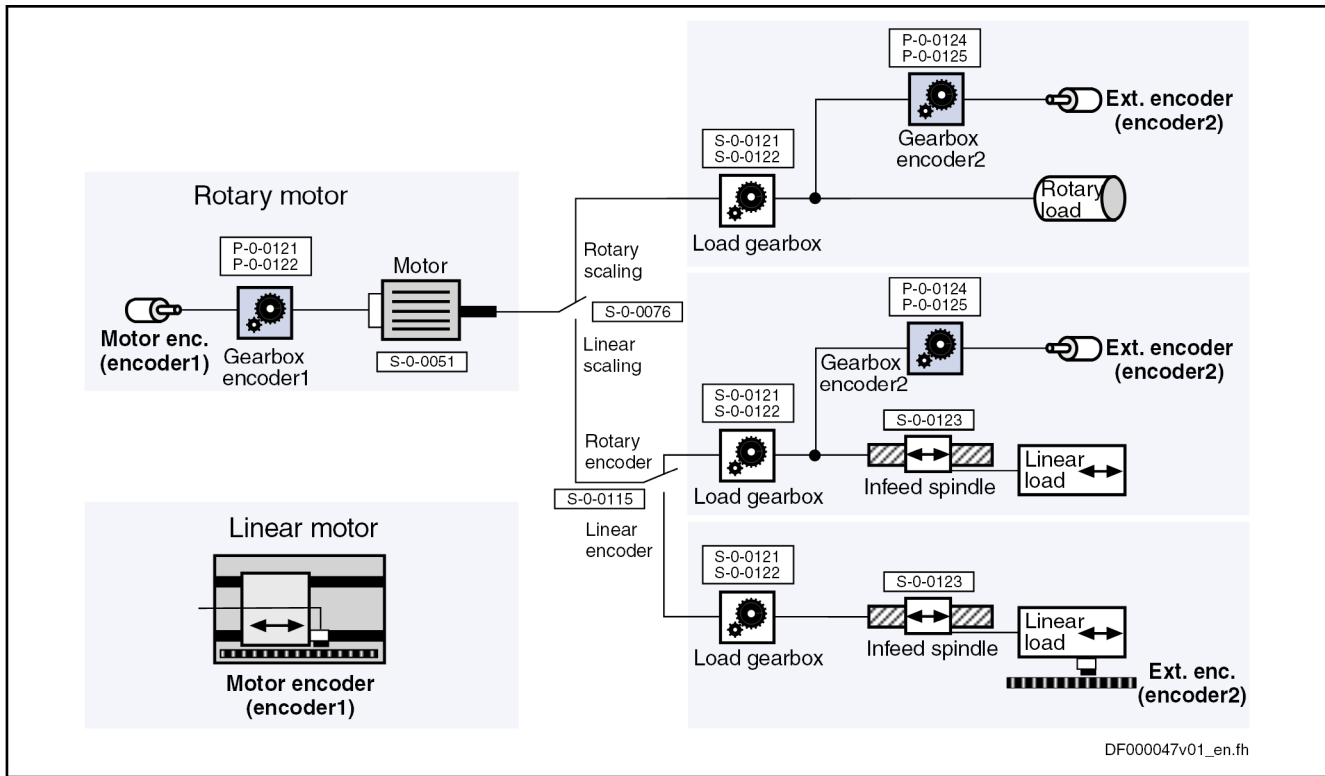 Rotary motor
P-0-0121
P-0-0122
Motor
Motor enc.
(encoder1)
Gearbox
encoder1
S-0-0051
Rotary
scaling
S-0-0076
Linear
scaling
Rotary
encoder
S-0-0115
Linear
encoder
P-0-0124
P-0-0125
Ext. encoder
(encoder2)
Gearbox
encoder2
S-0-0121
S-0-0122
Load gearbox
Rotary
load
P-0-0124
P-0-0125
Ext. encoder
(encoder2)
Gearbox
encoder2
S-0-0121
S-0-0122
S-0-0123
Load gearbox
Infeed spindle
Linear
load
S-0-0121
S-0-0122
S-0-0123
Load gearbox
Infeed spindle
Linear
load
Ext. enc.
(encoder2)
Linear motor
Motor encoder
(encoder1)
DF000047v01_en.fh